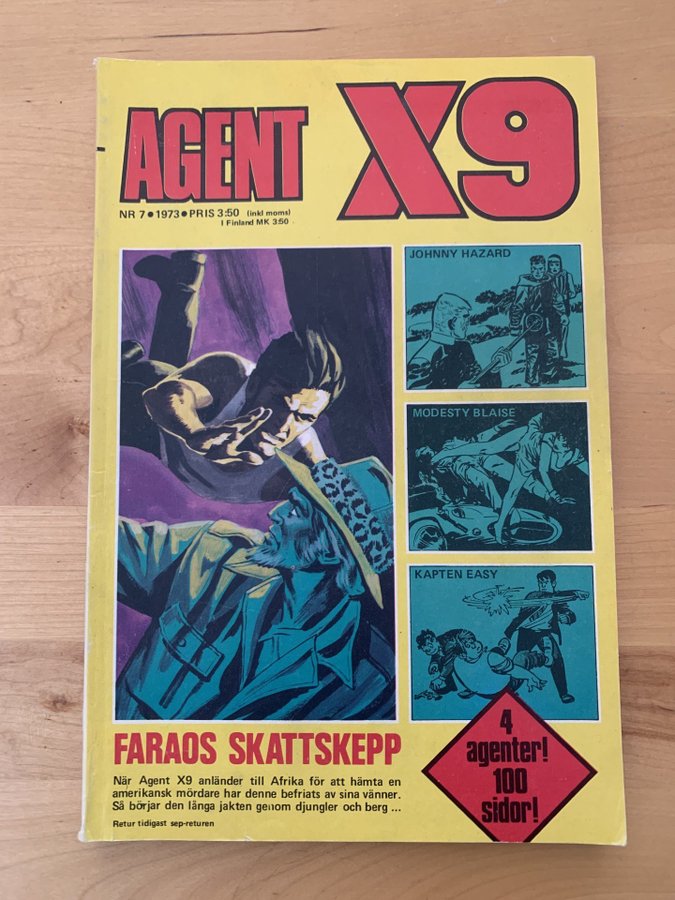 AGENT X9
NR 7 • 1973 • PRIS 3:50 (inkl moms)
I Finland MK 3:50
JOHNNY HAZARD
MODESTY BLAISE
KAPTEN EASY
FARAOS SKATTSKEPP
När Agent X9 anländer till Afrika för att hämta en
amerikansk mördare har denne befriats av sina vänner.
Så börjar den långa jakten genom djungler och berg ...
Retur tidigast sep-returen
4
agenter!
100
sidor!